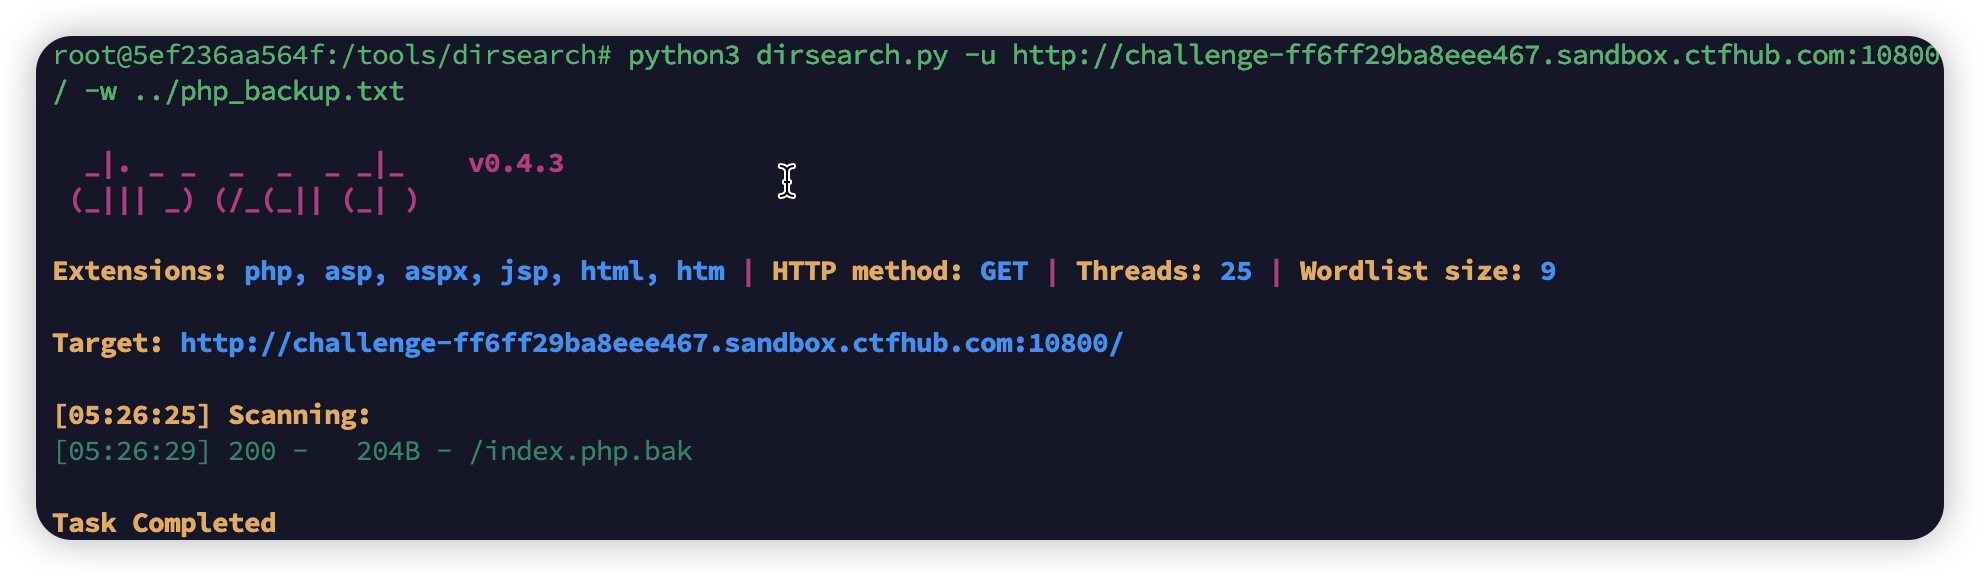 root@5ef236aa564f:/tools/dirsearch# python3 dirsearch.py -u http://challenge-ff6ff29ba8eee467.sandbox.ctfhub.com:10800
/ -w ../php_backup.txt
  _|. _ _  _  _  _ _|_    v0.4.3
 (_||| _) (/_(_|| (_| )
Extensions: php, asp, aspx, jsp, html, htm | HTTP method: GET | Threads: 25 | Wordlist size: 9
Target: http://challenge-ff6ff29ba8eee467.sandbox.ctfhub.com:10800/
[05:26:25] Scanning:
[05:26:29] 200 -   204B - /index.php.bak
Task Completed